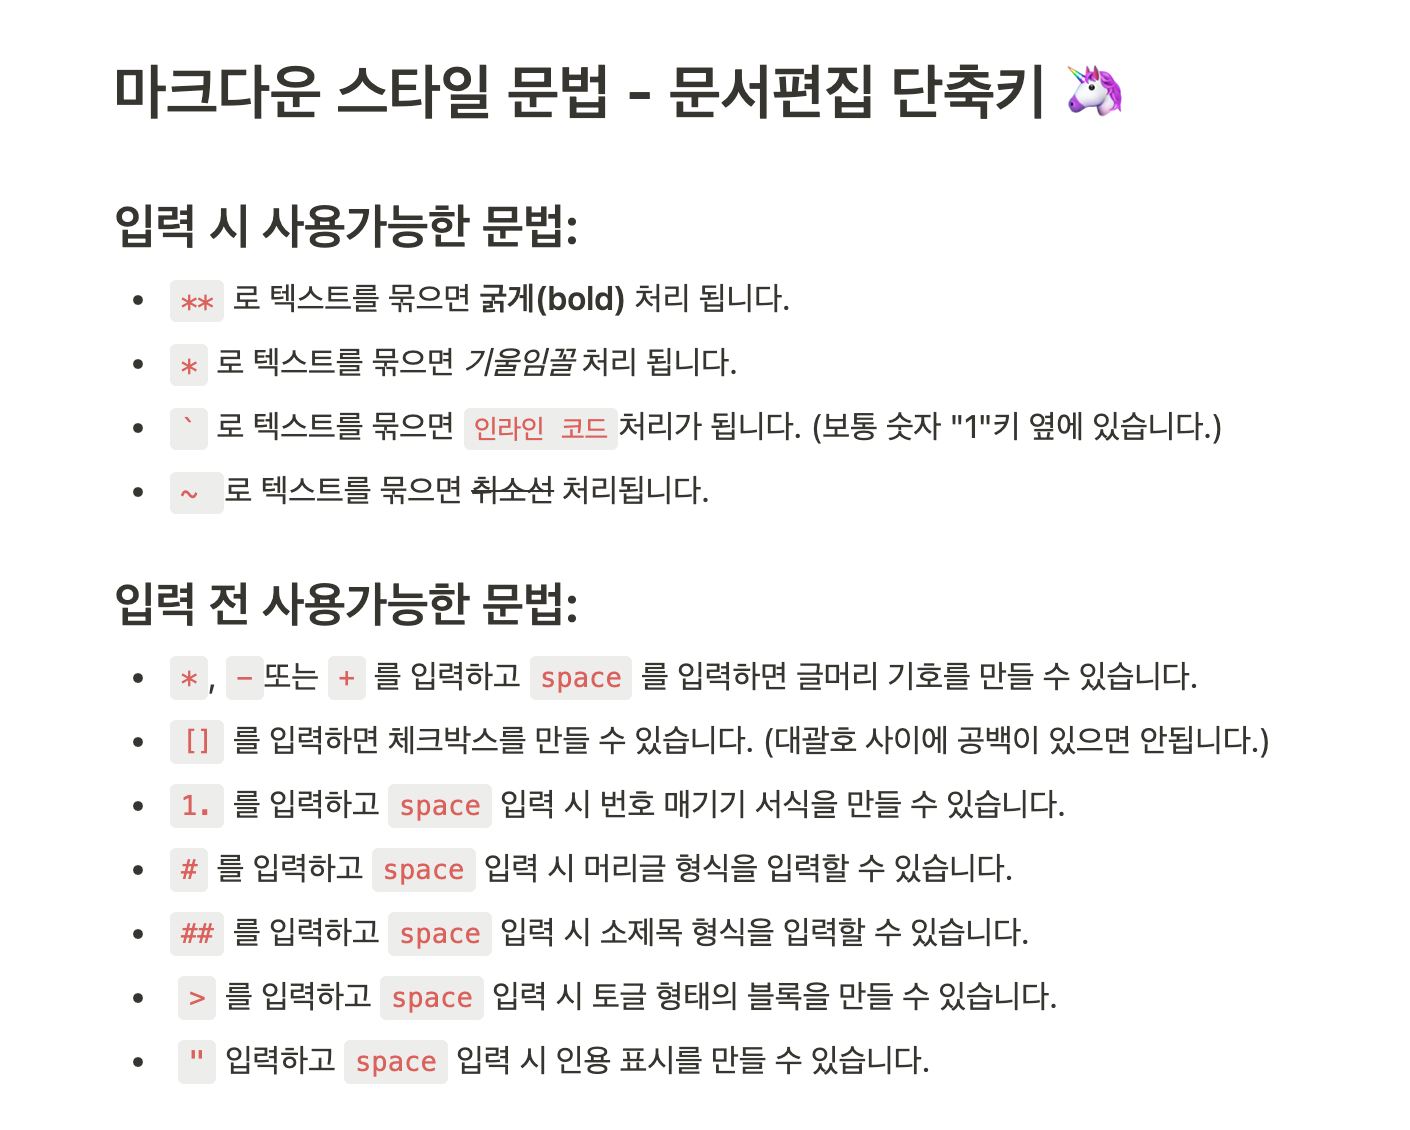 마크다운 스타일 문법 - 문서편집 단축키 🦄
입력 시 사용가능한 문법:
• ** 로 텍스트를 묶으면 굵게(bold) 처리 됩니다.
• * 로 텍스트를 묶으면 기울임꼴 처리 됩니다.
• ` 로 텍스트를 묶으면 인라인 코드처리가 됩니다. (보통 숫자 "1"키 옆에 있습니다.)
• ~ 로 텍스트를 묶으면 취소선 처리됩니다.
입력 전 사용가능한 문법:
• *, -또는 + 를 입력하고 space 를 입력하면 글머리 기호를 만들 수 있습니다.
• [] 를 입력하면 체크박스를 만들 수 있습니다. (대괄호 사이에 공백이 있으면 안됩니다.)
• 1. 를 입력하고 space 입력 시 번호 매기기 서식을 만들 수 있습니다.
• # 를 입력하고 space 입력 시 머리글 형식을 입력할 수 있습니다.
• ## 를 입력하고 space 입력 시 소제목 형식을 입력할 수 있습니다.
• > 를 입력하고 space 입력 시 토글 형태의 블록을 만들 수 있습니다.
• " 입력하고 space 입력 시 인용 표시를 만들 수 있습니다.